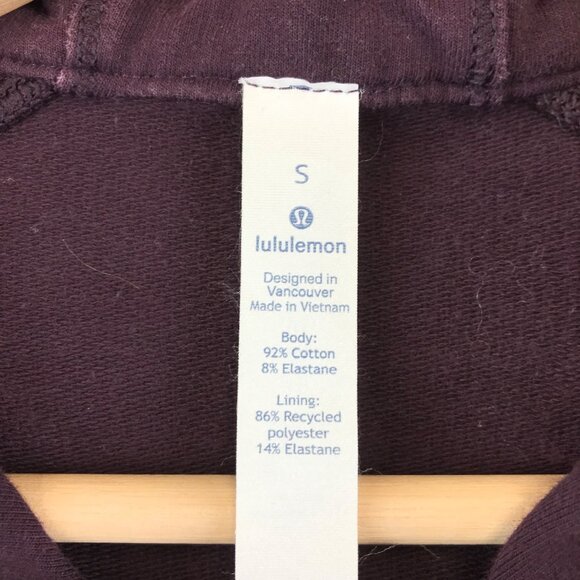 S
lululemon
Designed in
Vancouver
Made in Vietnam
Body:
92% Cotton
8% Elastane
Lining:
86% Recycled
polyester
14% Elastane